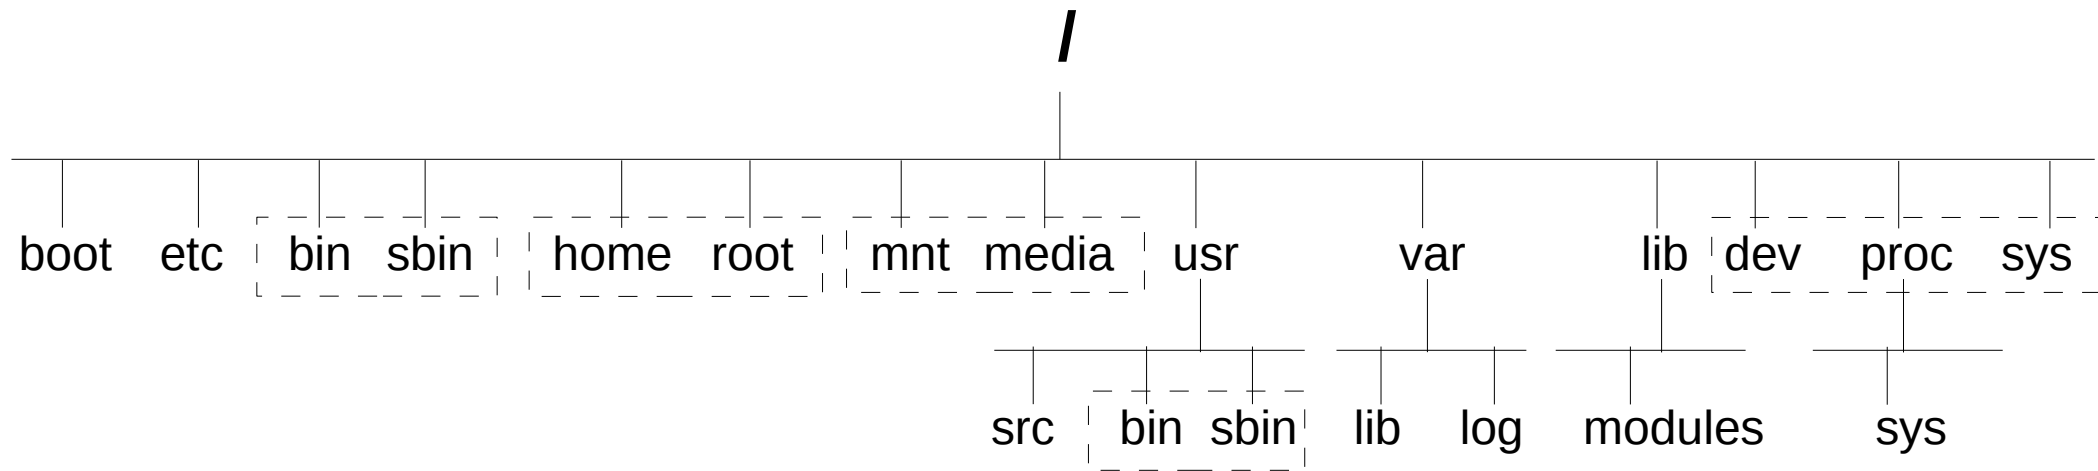 /
boot etc bin sbin home root mnt media usr var lib dev proc sys
src bin sbin lib log modules sys